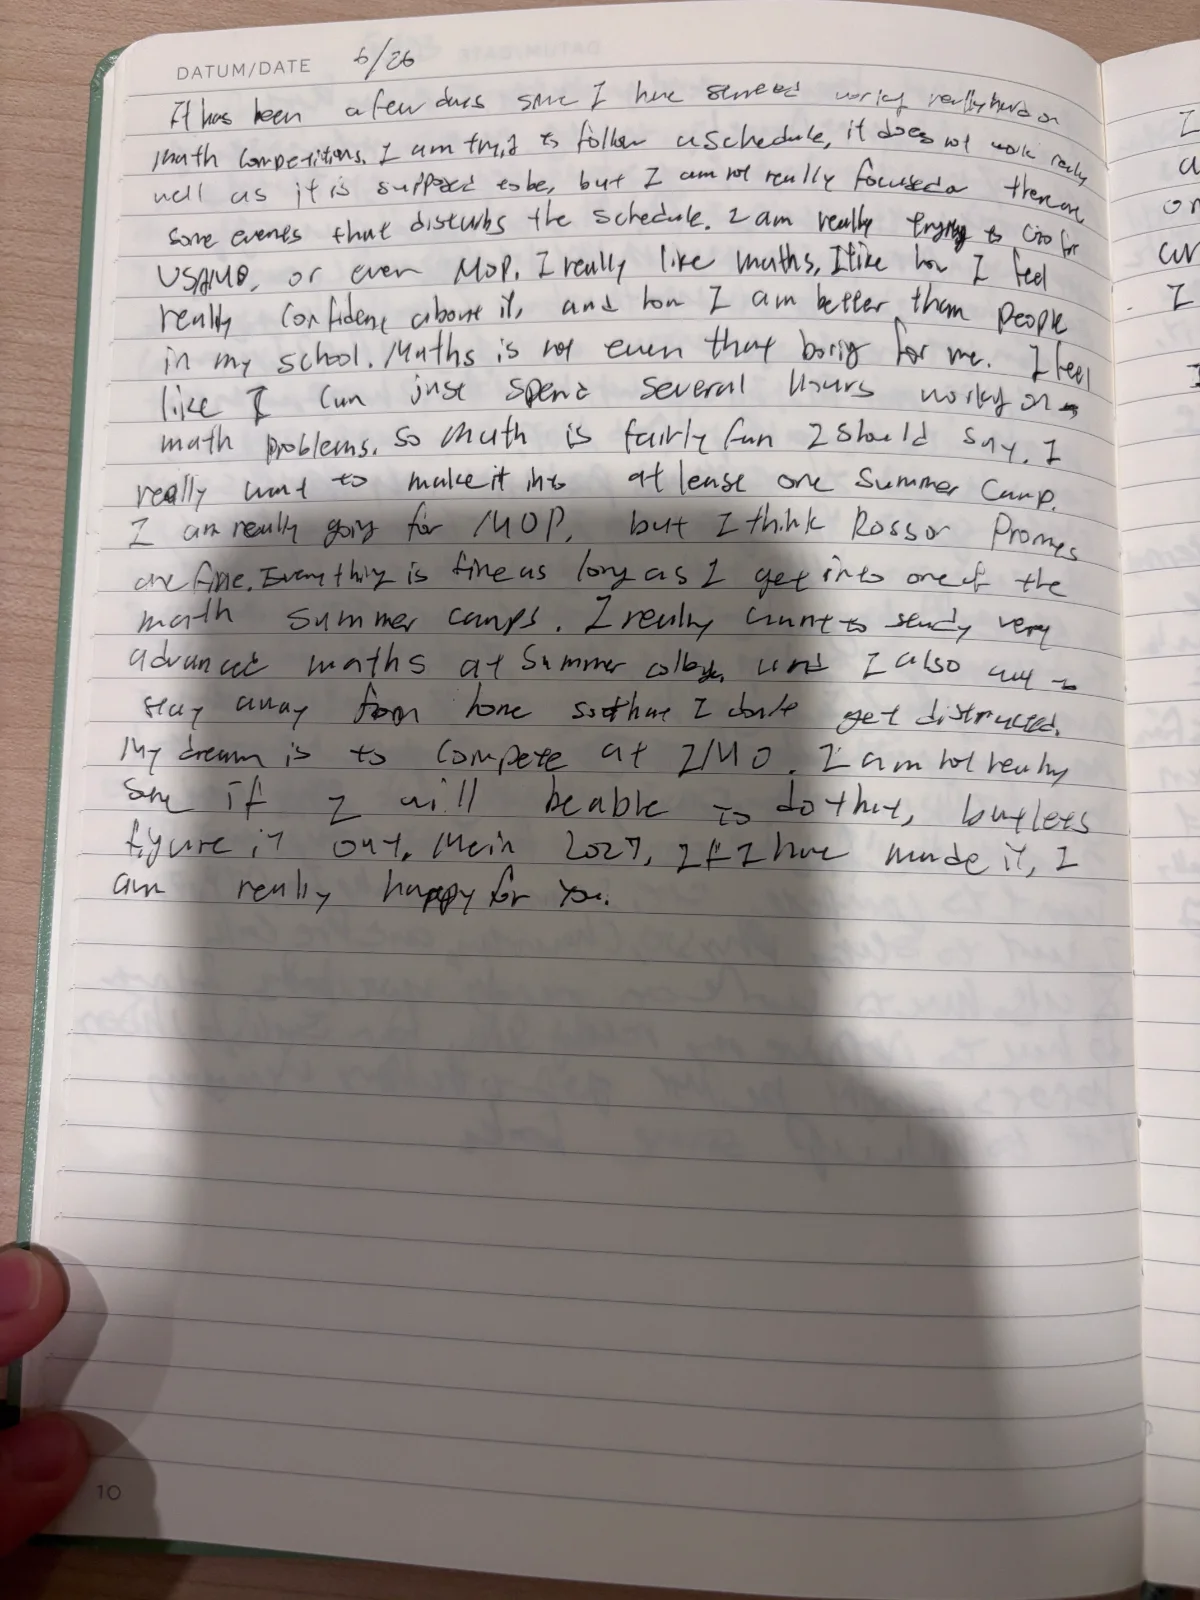 DATUM/DATE 6/26
It has been a few days since I have started working really hard on
math competitions. I am trying to follow a schedule, it does not work really
well as it is supposed to be, but I am not really focused or there are
some events that disturbs the schedule. I am really trying to go for
USAMO, or even MOP. I really like maths, I like how I feel
really confident about it, and how I am better than people
in my school. Maths is not even that boring for me. I feel
like I can just spend several hours working on
math problems. So math is fairly fun I should say. I
really want to make it into at lease one Summer Camp.
I am really going for MOP, but I think Ross or Promys
are fine. Everything is fine as long as I get into one of the
math summer camps. I really want to study very
advanced maths at Summer college, and I also want to
stay away from home so that I don't get distracted.
My dream is to compete at IMO. I am not really
sure if I will be able to do that, but lets
figure it out. Me in 2027, If I have made it, I
am really happy for you.
10